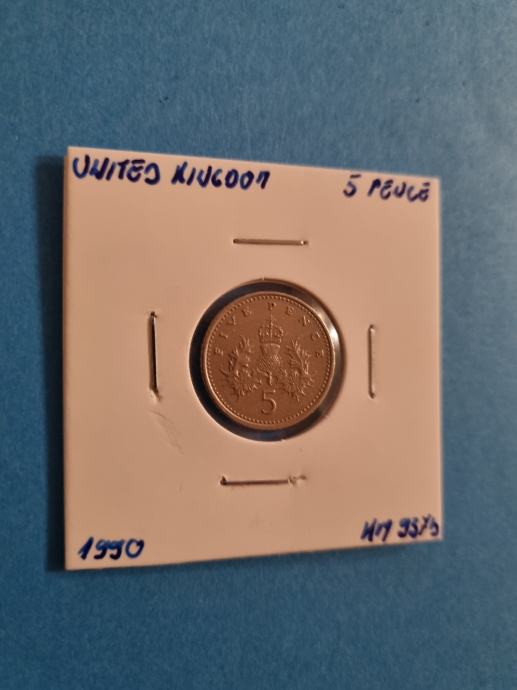 UNITED KINGDOM 5 PENCE
FIVE PENCE
5
1990
KM 937b